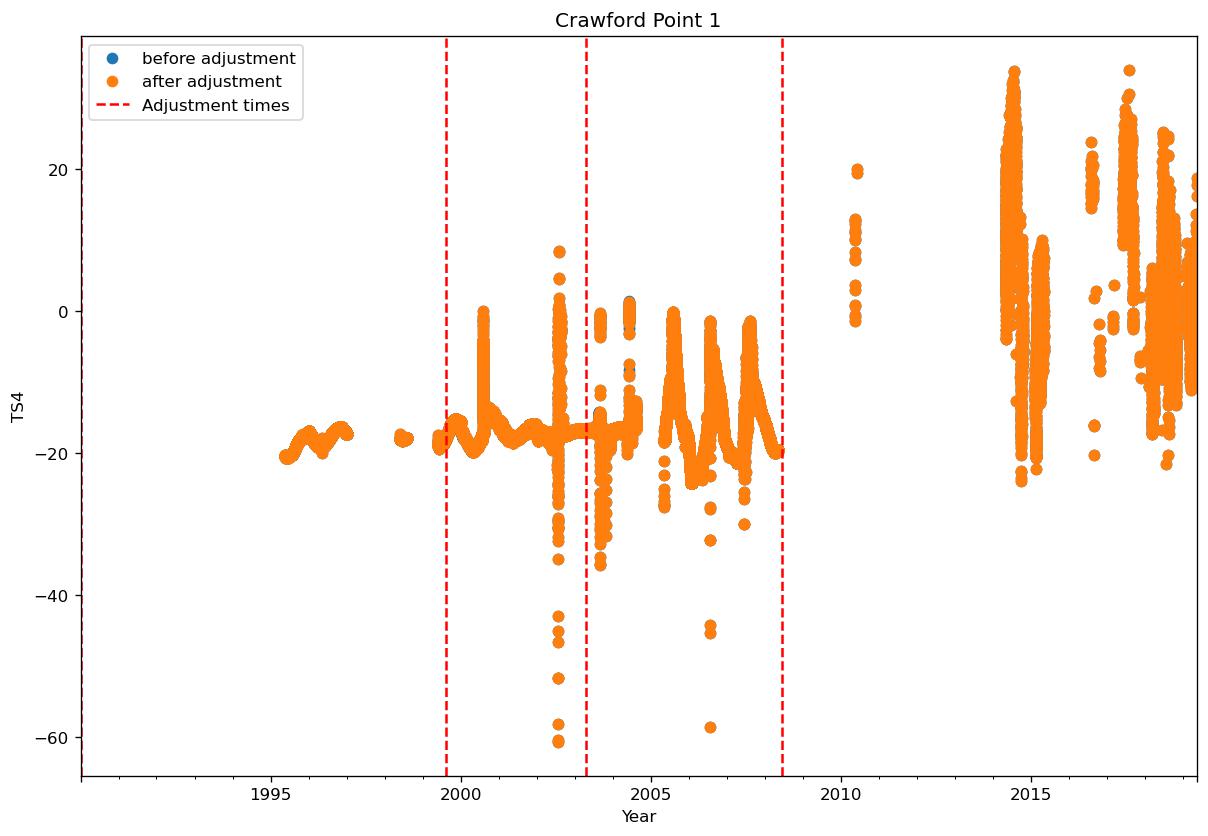 Crawford Point 1
before adjustment
after adjustment
Adjustment times
20
0
−20
−40
−60
TS4
1995
2000
2005
2010
2015
Year